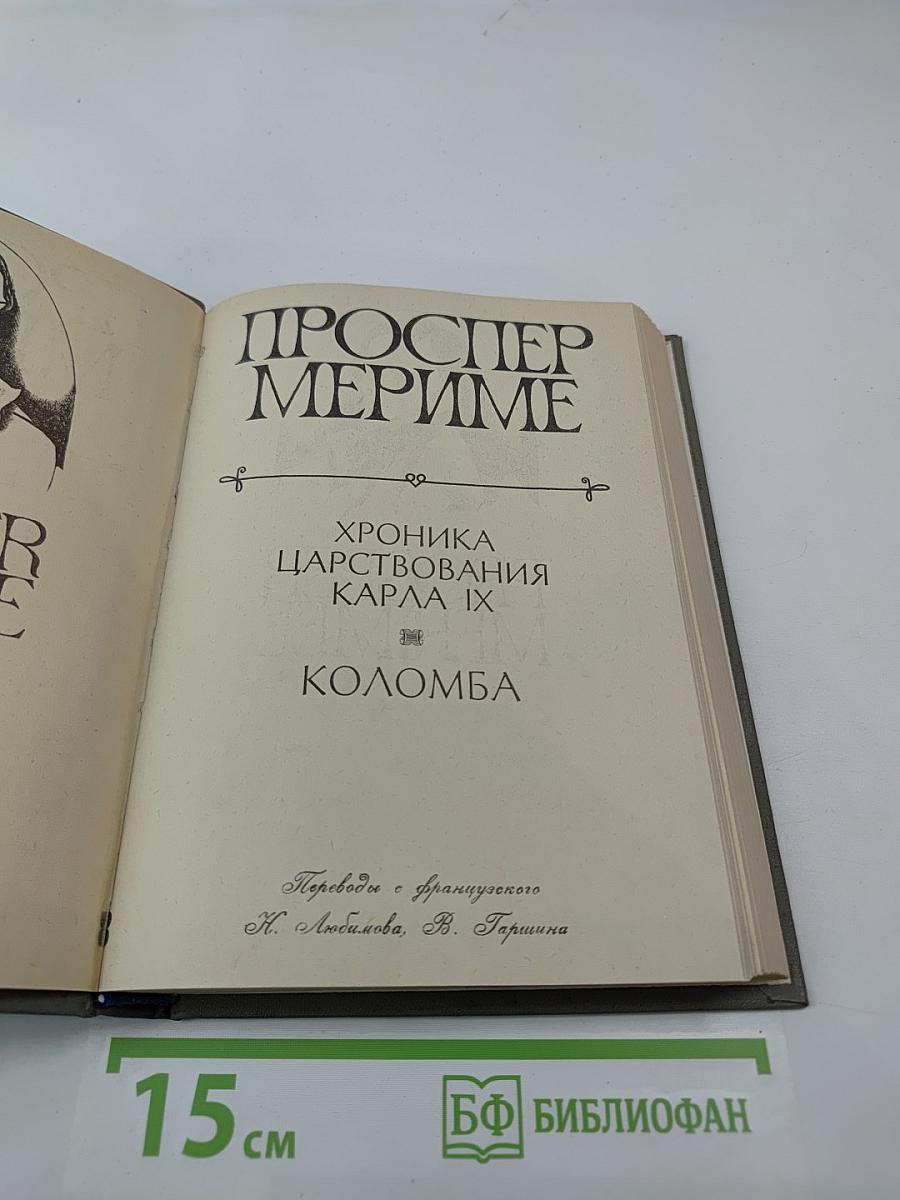 ПРОСПЕР
МЕРИМЕ
ХРОНИКА
ЦАРСТВОВАНИЯ
КАРЛА IX
КОЛОМБА
Переводы с французского
Н. Любимова, В. Гаршина
15 см
БФ БИБЛИОФАН